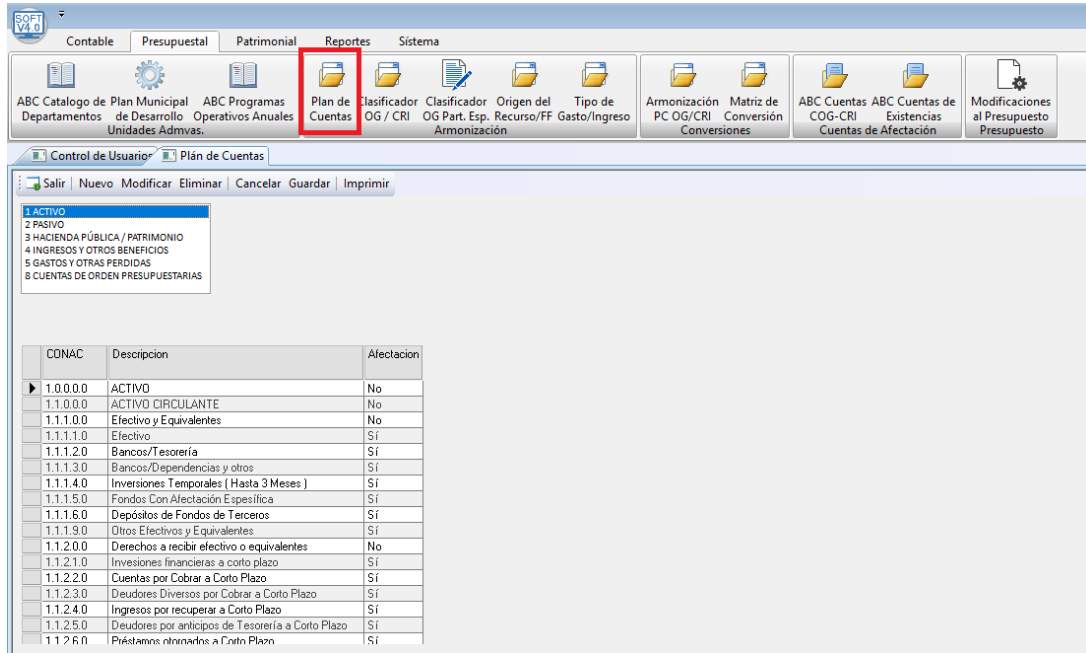 SOFT
V4.0
Contable Presupuestal Patrimonial Reportes Sístema
ABC Catalogo de Departamentos
Plan Municipal de Desarrollo
ABC Programas Operativos Anuales
Unidades Admvas.
Plan de Cuentas
Clasificador OG / CRI
Clasificador OG Part. Esp.
Origen del Recurso/FF
Tipo de Gasto/Ingreso
Armonización
Armonización PC OG/CRI
Matriz de Conversión
Conversiones
ABC Cuentas COG-CRI
ABC Cuentas de Existencias
Cuentas de Afectación
Modificaciones al Presupuesto
Presupuesto
Control de Usuarios Plán de Cuentas
Salir Nuevo Modificar Eliminar Cancelar Guardar Imprimir
1 ACTIVO
2 PASIVO
3 HACIENDA PÚBLICA / PATRIMONIO
4 INGRESOS Y OTROS BENEFICIOS
5 GASTOS Y OTRAS PERDIDAS
8 CUENTAS DE ORDEN PRESUPUESTARIAS
CONAC Descripcion Afectacion
1.0.0.0.0 ACTIVO No
1.1.0.0.0 ACTIVO CIRCULANTE No
1.1.1.0.0 Efectivo y Equivalentes No
1.1.1.1.0 Efectivo Sí
1.1.1.2.0 Bancos/Tesorería Sí
1.1.1.3.0 Bancos/Dependencias y otros Sí
1.1.1.4.0 Inversiones Temporales ( Hasta 3 Meses ) Sí
1.1.1.5.0 Fondos Con Afectación Espesífica Sí
1.1.1.6.0 Depósitos de Fondos de Terceros Sí
1.1.1.9.0 Otros Efectivos y Equivalentes Sí
1.1.2.0.0 Derechos a recibir efectivo o equivalentes No
1.1.2.1.0 Invesiones financieras a corto plazo Sí
1.1.2.2.0 Cuentas por Cobrar a Corto Plazo Sí
1.1.2.3.0 Deudores Diversos por Cobrar a Corto Plazo Sí
1.1.2.4.0 Ingresos por recuperar a Corto Plazo Sí
1.1.2.5.0 Deudores por anticipos de Tesorería a Corto Plazo Sí
1.1.2.6.0 Préstamos otorgados a Corto Plazo Sí